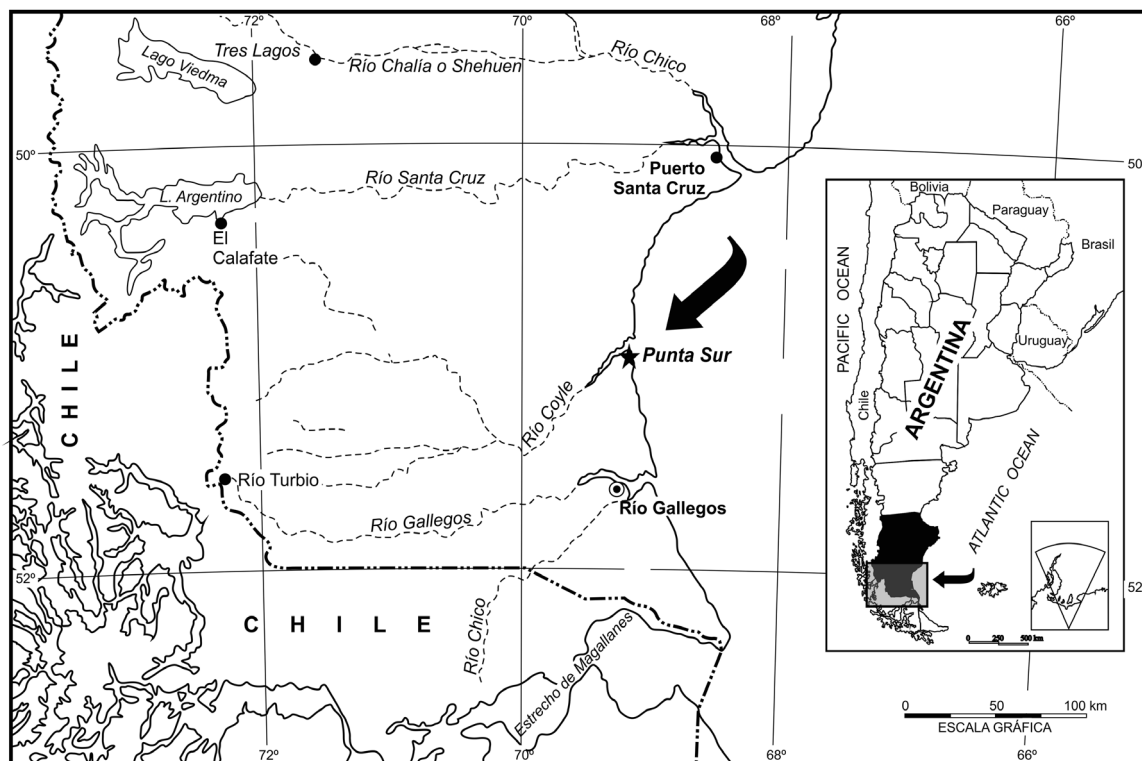 72º
70º
68º
66º
Tres Lagos
Lago Viedma
Río Chalía o Shehuen
Río Chico
50º
50º
Puerto
Santa Cruz
Río Santa Cruz
L. Argentino
El
Calafate
Punta Sur
Río Coyle
CHILE
Río Turbio
Río Gallegos
Río Gallegos
52º
52º
CHILE
Río Chico
Estrecho de Magallanes
72º
70º
68º
66º
Bolivia
Paraguay
Brasil
PACIFIC OCEAN
Chile
ARGENTINA
Uruguay
ATLANTIC OCEAN
0 250 500 km
0 50 100 km
ESCALA GRÁFICA